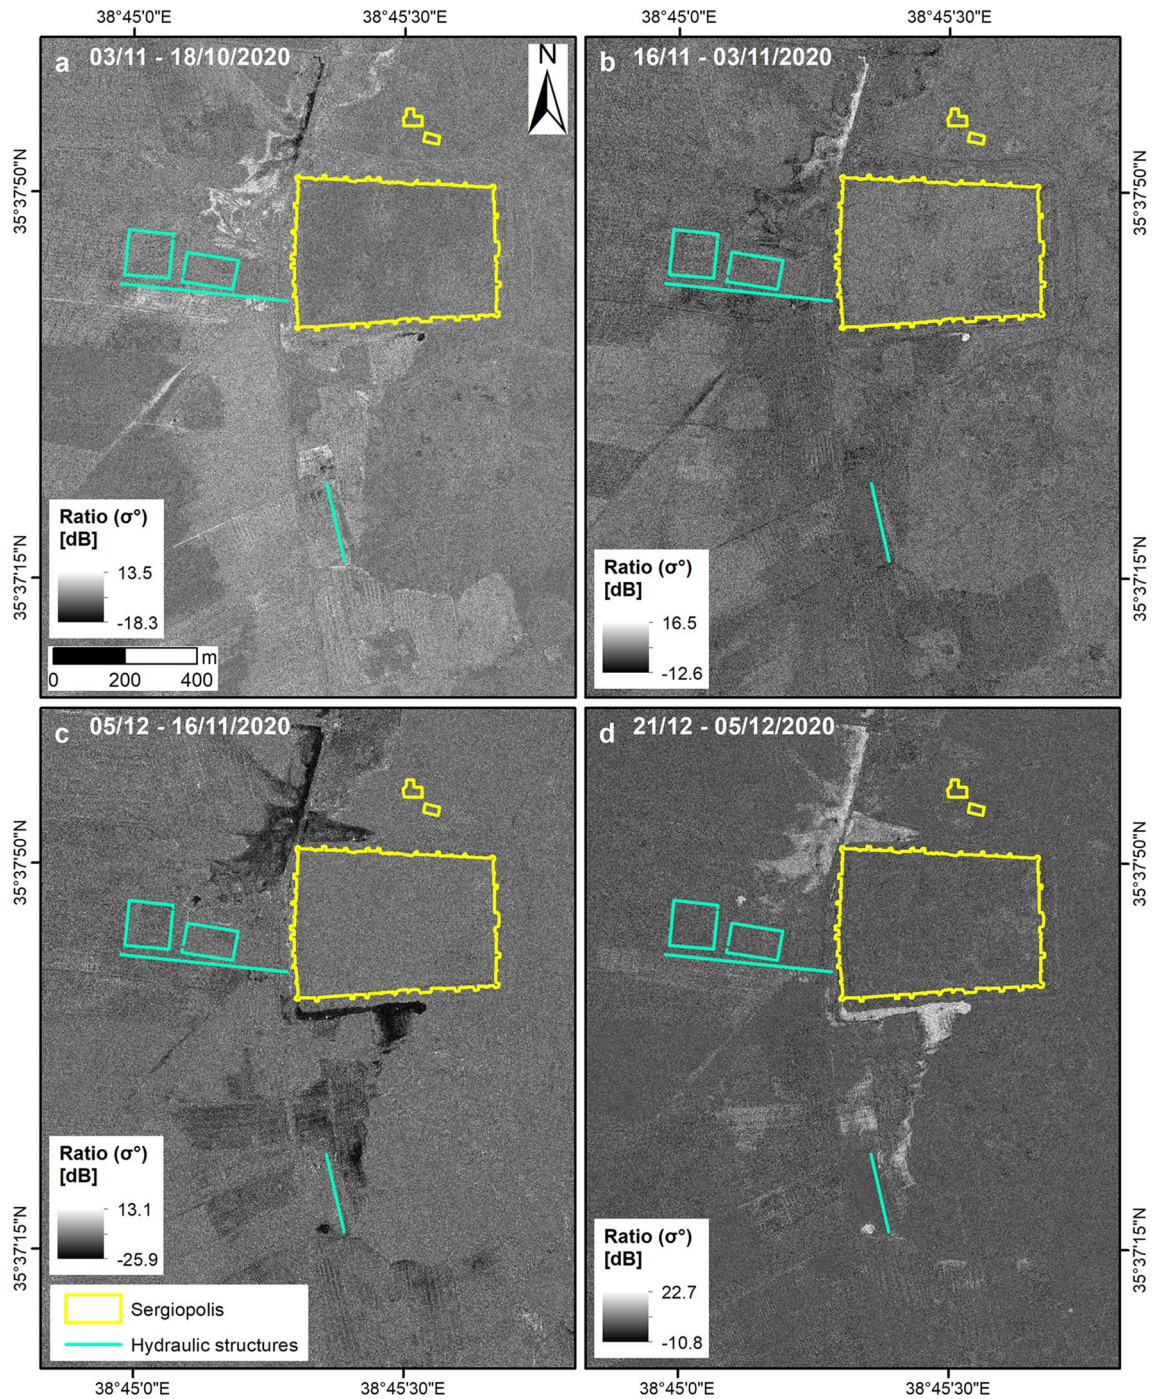 38°45'0"E 38°45'30"E 38°45'0"E 38°45'30"E
a 03/11 - 18/10/2020
N
b 16/11 - 03/11/2020
35°37'50"N
35°37'50"N
35°37'15"N
35°37'15"N
Ratio (σ°)
[dB]
13.5
-18.3
m
0 200 400
Ratio (σ°)
[dB]
16.5
-12.6
c 05/12 - 16/11/2020
d 21/12 - 05/12/2020
35°37'50"N
35°37'50"N
35°37'15"N
35°37'15"N
Ratio (σ°)
[dB]
13.1
-25.9
Sergiopolis
Hydraulic structures
Ratio (σ°)
[dB]
22.7
-10.8
38°45'0"E 38°45'30"E 38°45'0"E 38°45'30"E